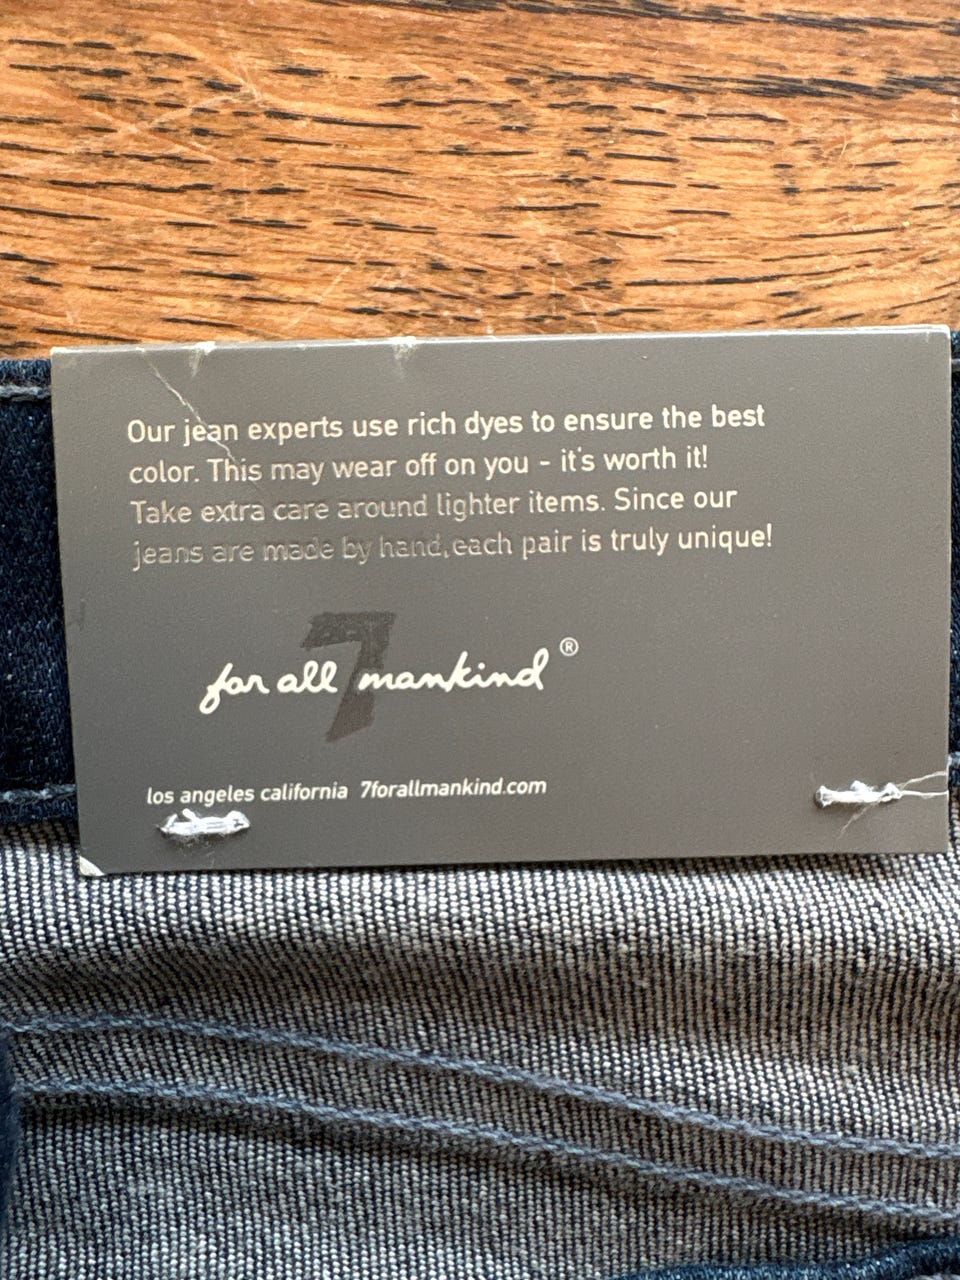 Our jean experts use rich dyes to ensure the best
color. This may wear off on you - it's worth it!
Take extra care around lighter items. Since our
jeans are made by hand,each pair is truly unique!
7
for all mankind®
los angeles california 7forallmankind.com